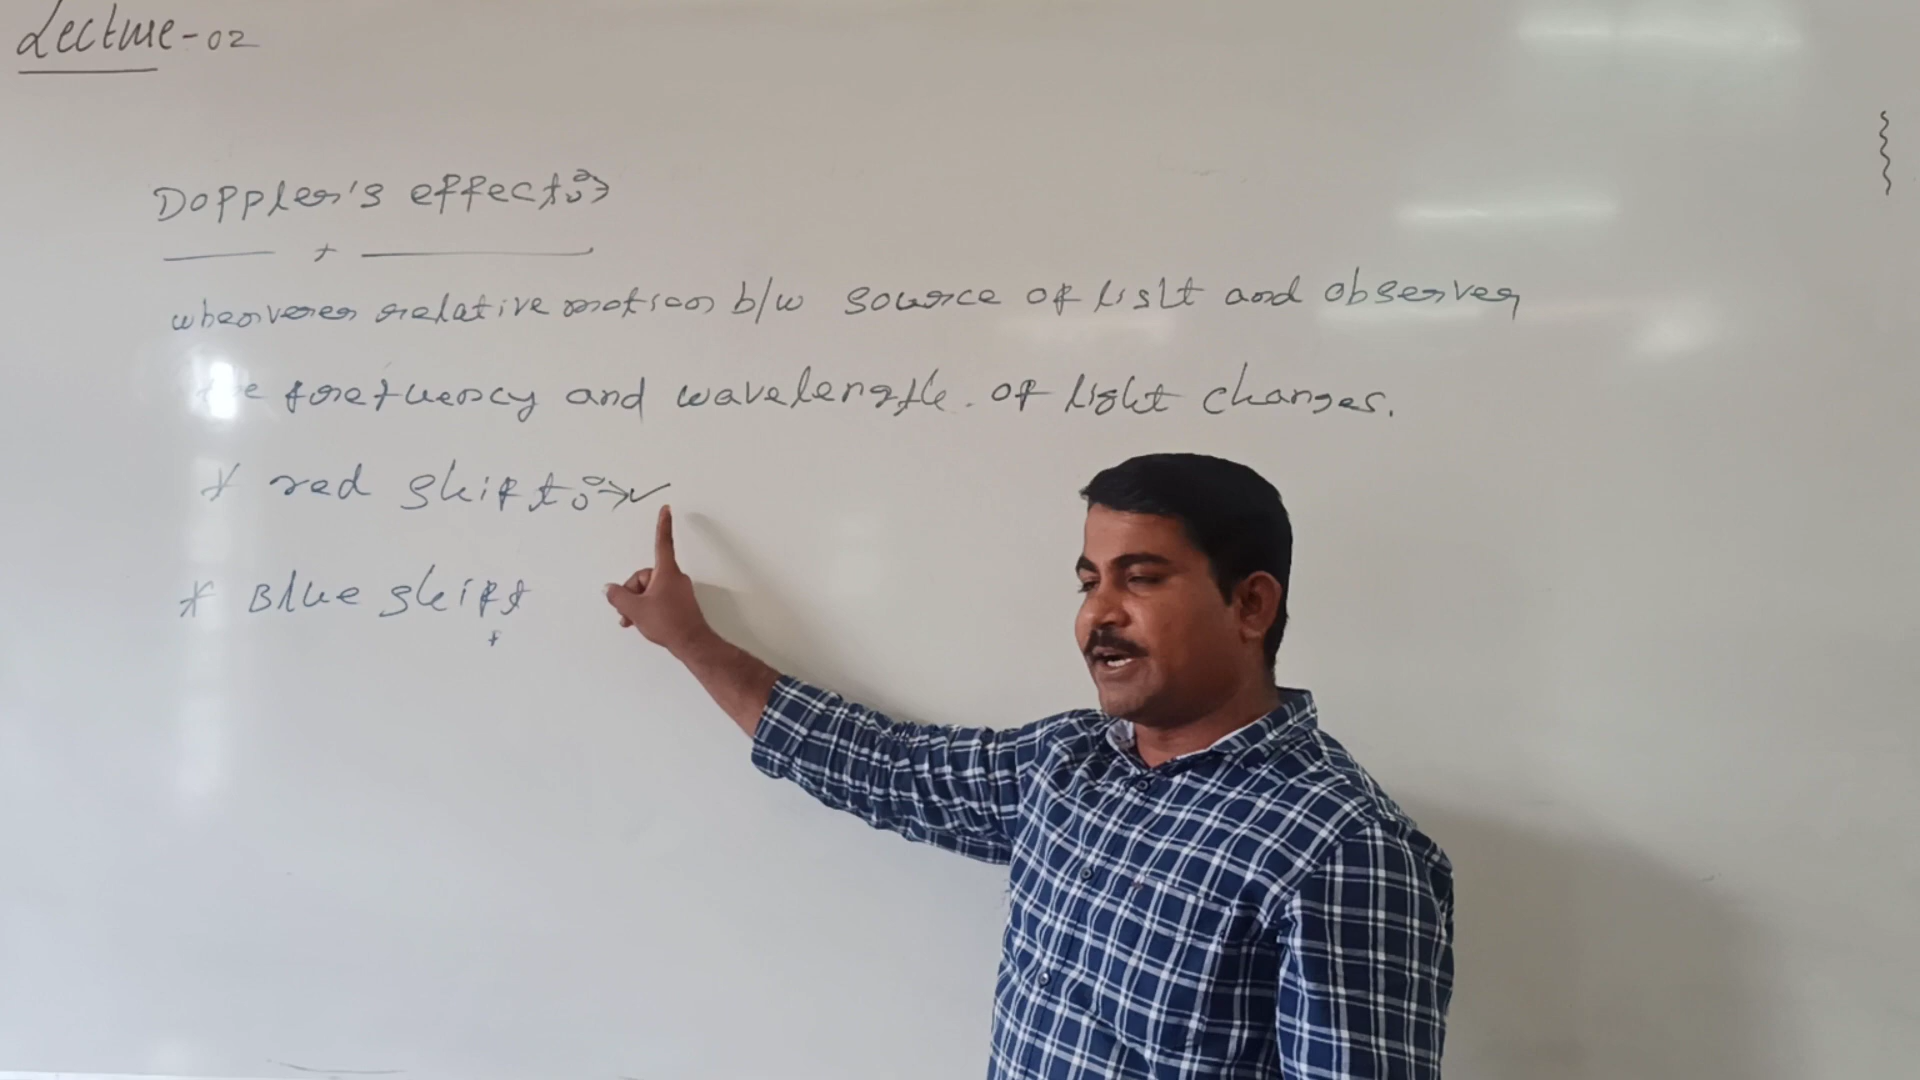 Lecture-02
Doppler's effect:→
whenverer relative motion b/w source of light and observer
the frequency and wavelength. of light changes.
* red shift:→✓
* Blue shift